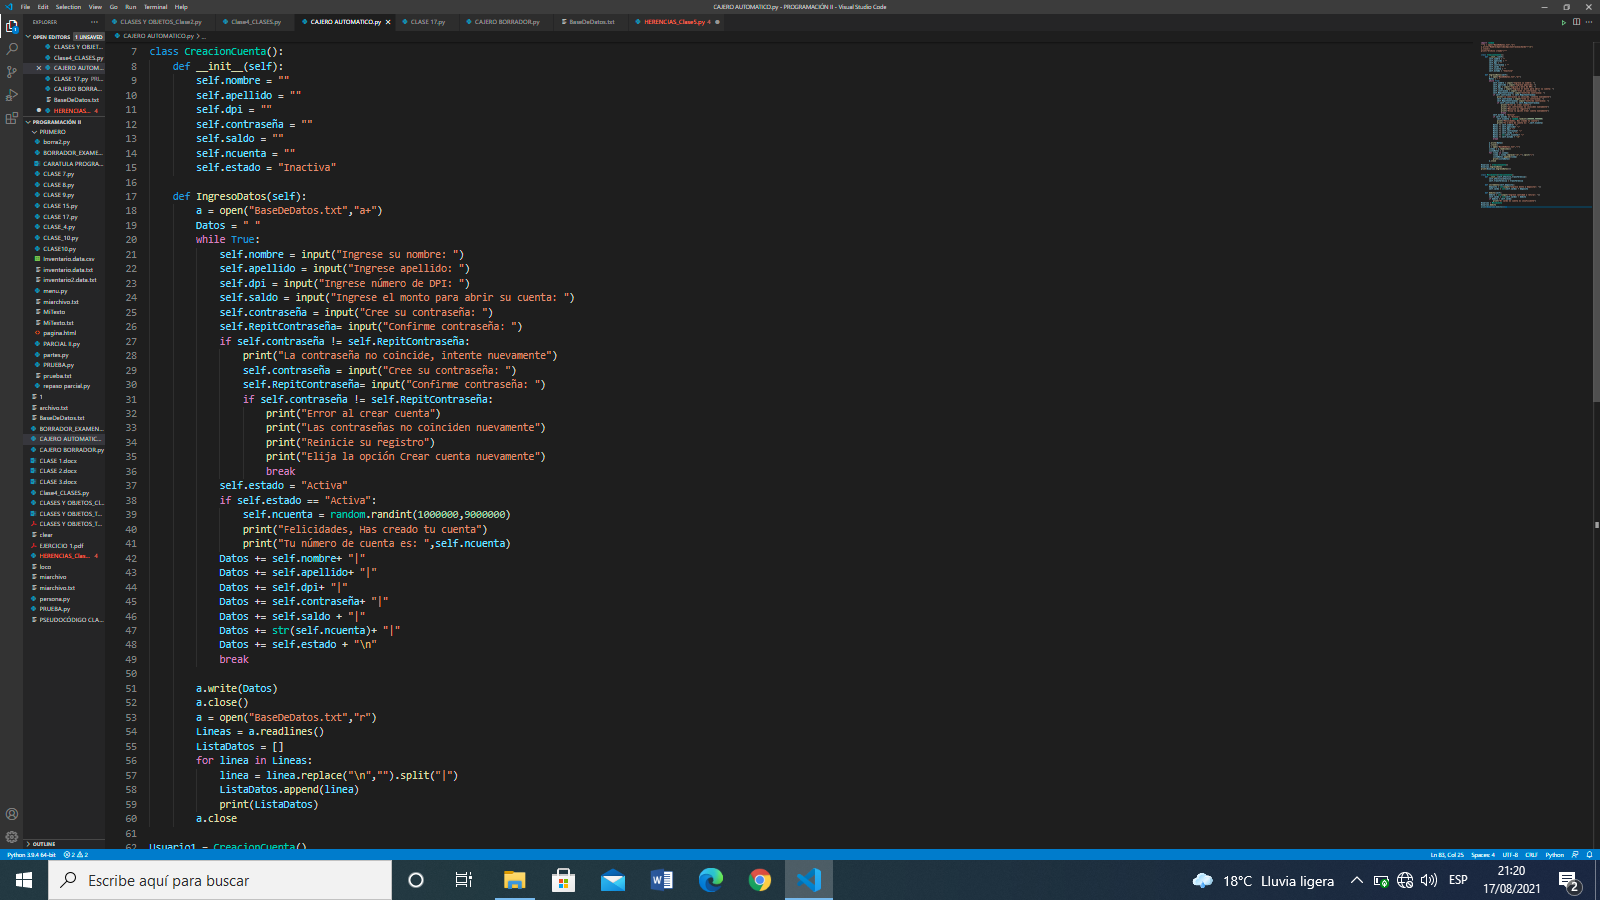 File Edit Selection View Go Run Terminal Help
CAJERO AUTOMATICO.py - PROGRAMACIÓN II - Visual Studio Code
EXPLORER
CLASES Y OBJETOS_Clase2.py
Clase4_CLASES.py
CAJERO AUTOMATICO.py
CLASE 17.py
CAJERO BORRADOR.py
BaseDeDatos.txt
HERENCIAS_Clase5.py 4
OPEN EDITORS 1 UNSAVED
CLASES Y OBJET...
Clase4_CLASES.py
CAJERO AUTOM...
CLASE 17.py PRI...
CAJERO BORRA...
BaseDeDatos.txt
HERENCIAS... 4
PROGRAMACIÓN II
PRIMERO
borra2.py
BORRADOR_EXAME...
CARATULA PROGRA...
CLASE 7.py
CLASE 8.py
CLASE 9.py
CLASE 15.py
CLASE 17.py
CLASE_4.py
CLASE_10.py
CLASE10.py
Inventario.data.csv
inventario.data.txt
inventario2.data.txt
menu.py
miarchivo.txt
MiTexto
MiTexto.txt
pagina.html
PARCIAL II.py
partes.py
PRUEBA.py
prueba.txt
repaso parcial.py
1
archivo.txt
BaseDeDatos.txt
BORRADOR_EXAMEN...
CAJERO AUTOMATIC...
CAJERO BORRADOR.py
CLASE 1.docx
CLASE 2.docx
CLASE 3.docx
Clase4_CLASES.py
CLASES Y OBJETOS_Cl...
CLASES Y OBJETOS_T...
CLASES Y OBJETOS_T...
clear
EJERCICIO 1.pdf
HERENCIAS_Clas... 4
loco
miarchivo
miarchivo.txt
persona.py
PRUEBA.py
PSEUDOCÓDIGO CLA...
OUTLINE
CAJERO AUTOMATICO.py > ...
7 class CreacionCuenta():
8 def __init__(self):
9 self.nombre = ""
10 self.apellido = ""
11 self.dpi = ""
12 self.contraseña = ""
13 self.saldo = ""
14 self.ncuenta = ""
15 self.estado = "Inactiva"
16
17 def IngresoDatos(self):
18 a = open("BaseDeDatos.txt","a+")
19 Datos = " "
20 while True:
21 self.nombre = input("Ingrese su nombre: ")
22 self.apellido = input("Ingrese apellido: ")
23 self.dpi = input("Ingrese número de DPI: ")
24 self.saldo = input("Ingrese el monto para abrir su cuenta: ")
25 self.contraseña = input("Cree su contraseña: ")
26 self.RepitContraseña= input("Confirme contraseña: ")
27 if self.contraseña != self.RepitContraseña:
28 print("La contraseña no coincide, intente nuevamente")
29 self.contraseña = input("Cree su contraseña: ")
30 self.RepitContraseña= input("Confirme contraseña: ")
31 if self.contraseña != self.RepitContraseña:
32 print("Error al crear cuenta")
33 print("Las contraseñas no coinciden nuevamente")
34 print("Reinicie su registro")
35 print("Elija la opción Crear cuenta nuevamente")
36 break
37 self.estado = "Activa"
38 if self.estado == "Activa":
39 self.ncuenta = random.randint(1000000,9000000)
40 print("Felicidades, Has creado tu cuenta")
41 print("Tu número de cuenta es: ",self.ncuenta)
42 Datos += self.nombre+ "|"
43 Datos += self.apellido+ "|"
44 Datos += self.dpi+ "|"
45 Datos += self.contraseña+ "|"
46 Datos += self.saldo + "|"
47 Datos += str(self.ncuenta)+ "|"
48 Datos += self.estado + "\n"
49 break
50
51 a.write(Datos)
52 a.close()
53 a = open("BaseDeDatos.txt","r")
54 Lineas = a.readlines()
55 ListaDatos = []
56 for linea in Lineas:
57 linea = linea.replace("\n","").split("|")
58 ListaDatos.append(linea)
59 print(ListaDatos)
60 a.close
61
62 Usuario1 = CreacionCuenta()
Python 3.9.4 64-bit 2 2
Ln 83, Col 25 Spaces: 4 UTF-8 CRLF Python
Escribe aquí para buscar
18°C Lluvia ligera
ESP
21:20
17/08/2021
2